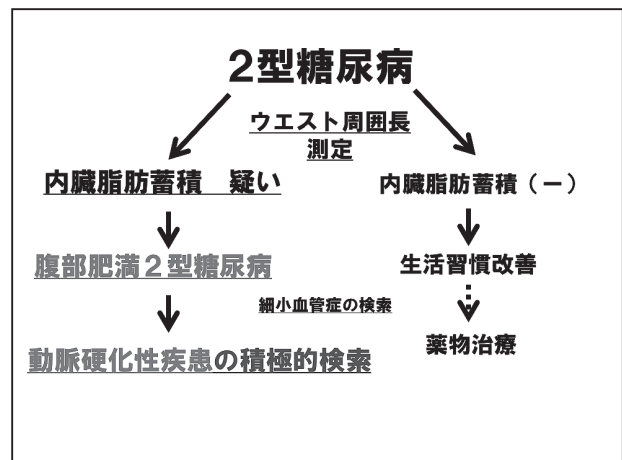 2型糖尿病
ウエスト周囲長
測定
内臓脂肪蓄積　疑い
内臓脂肪蓄積（－）
腹部肥満2型糖尿病
生活習慣改善
細小血管症の検索
動脈硬化性疾患の積極的検索
薬物治療